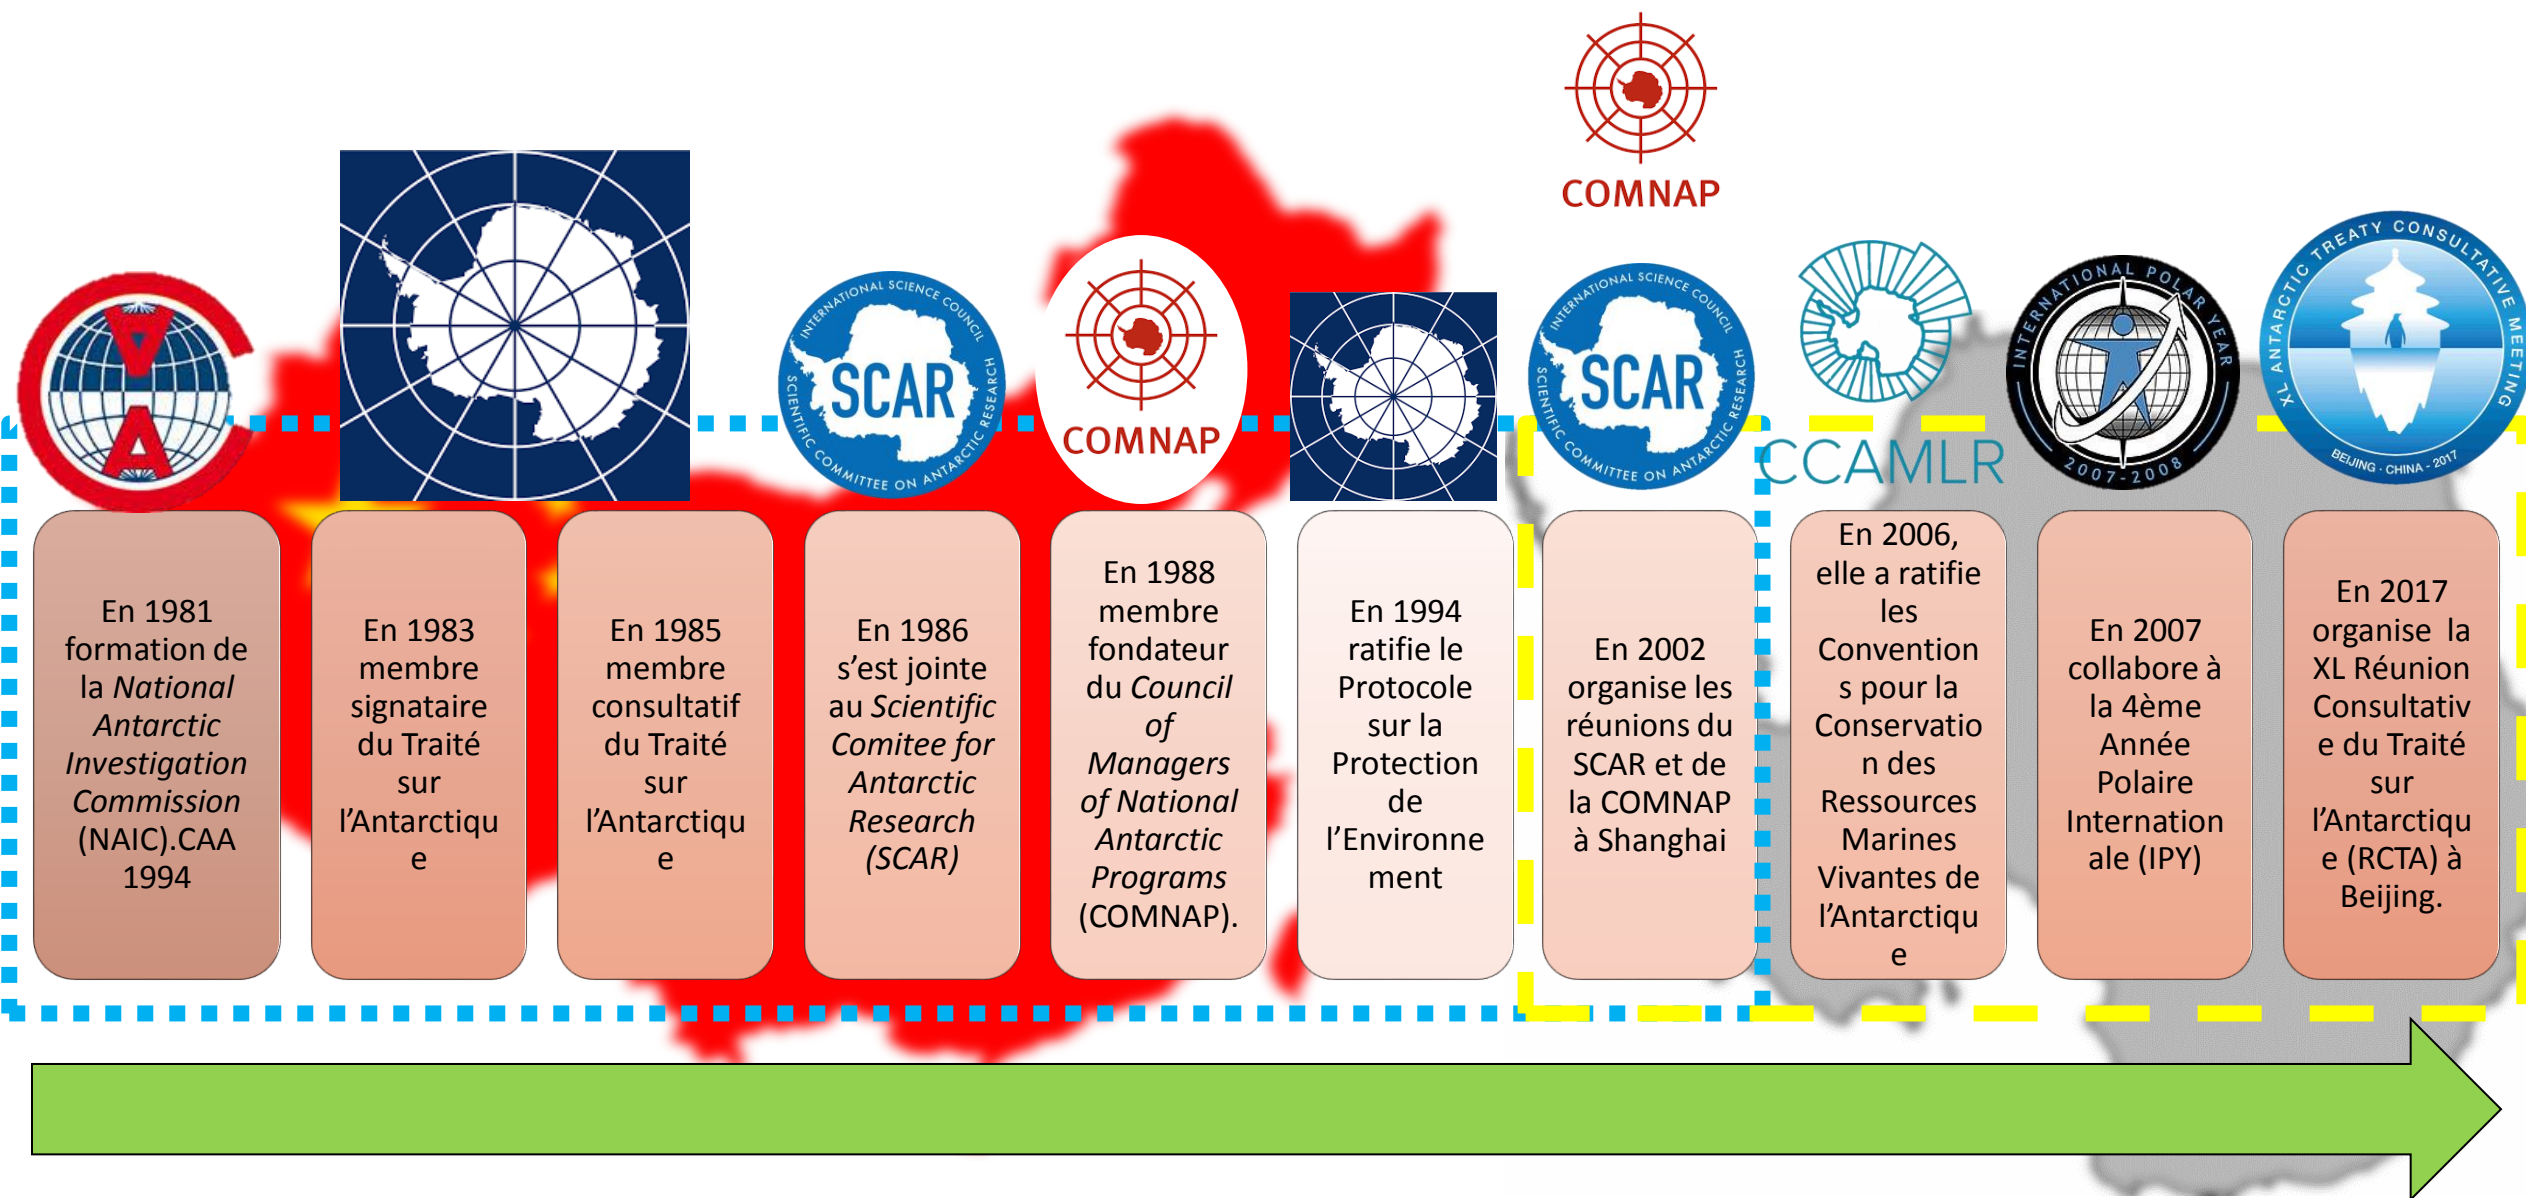 COMNAP
INTERNATIONAL SCIENCE COUNCIL
SCAR
SCIENTIFIC COMMITTEE ON ANTARCTIC RESEARCH
COMNAP
INTERNATIONAL SCIENCE COUNCIL
SCAR
SCIENTIFIC COMMITTEE ON ANTARCTIC RESEARCH
CCAMLR
INTERNATIONAL POLAR YEAR
2007-2008
XL ANTARCTIC TREATY CONSULTATIVE MEETING
BEIJING · CHINA - 2017
C
A
A
En 1981
formation de
la National
Antarctic
Investigation
Commission
(NAIC).CAA
1994
En 1983
membre
signataire
du Traité
sur
l’Antarctiqu
e
En 1985
membre
consultatif
du Traité
sur
l’Antarctiqu
e
En 1986
s’est jointe
au Scientific
Comitee for
Antarctic
Research
(SCAR)
En 1988
membre
fondateur
du Council
of
Managers
of National
Antarctic
Programs
(COMNAP).
En 1994
ratifie le
Protocole
sur la
Protection
de
l’Environne
ment
En 2002
organise les
réunions du
SCAR et de
la COMNAP
à Shanghai
En 2006,
elle a ratifie
les
Convention
s pour la
Conservatio
n des
Ressources
Marines
Vivantes de
l’Antarctiqu
e
En 2007
collabore à
la 4ème
Année
Polaire
Internation
ale (IPY)
En 2017
organise  la
XL Réunion
Consultativ
e du Traité
sur
l’Antarctiqu
e (RCTA) à
Beijing.